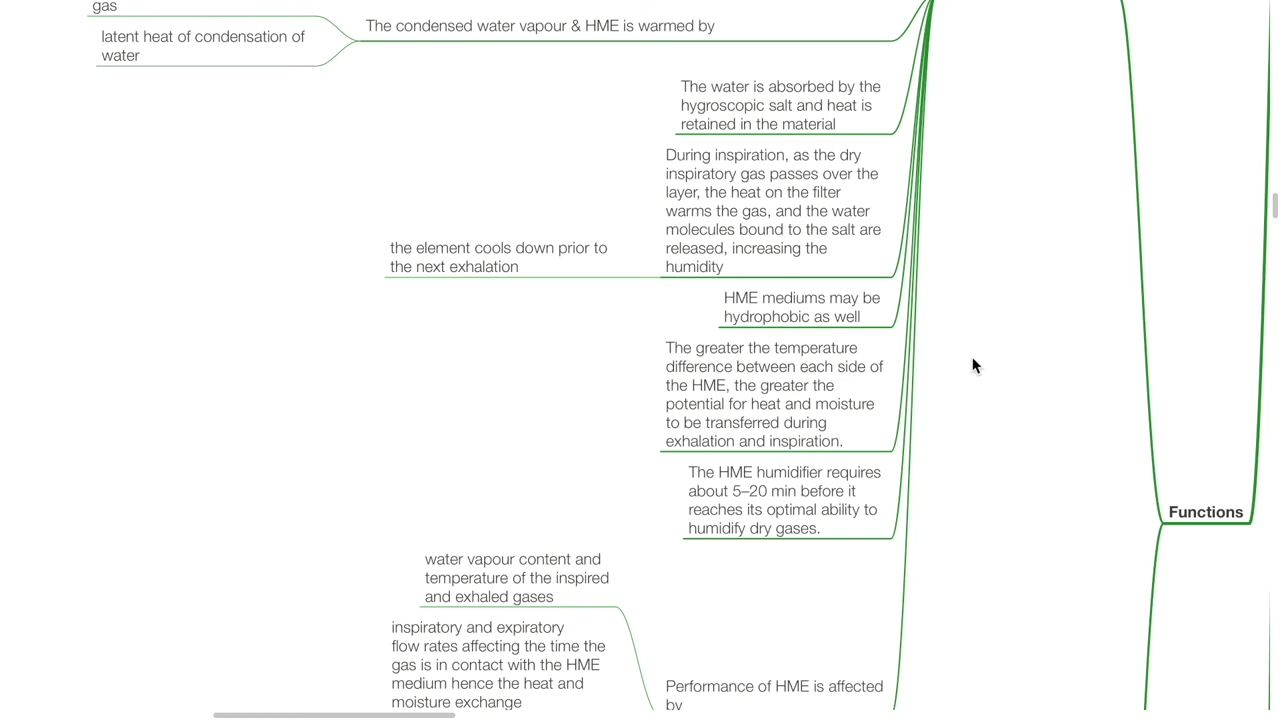 gas
latent heat of condensation of
water
The condensed water vapour & HME is warmed by
The water is absorbed by the
hygroscopic salt and heat is
retained in the material
During inspiration, as the dry
inspiratory gas passes over the
layer, the heat on the filter
warms the gas, and the water
molecules bound to the salt are
released, increasing the
humidity
the element cools down prior to
the next exhalation
HME mediums may be
hydrophobic as well
The greater the temperature
difference between each side of
the HME, the greater the
potential for heat and moisture
to be transferred during
exhalation and inspiration.
The HME humidifier requires
about 5–20 min before it
reaches its optimal ability to
humidify dry gases.
Functions
water vapour content and
temperature of the inspired
and exhaled gases
inspiratory and expiratory
flow rates affecting the time the
gas is in contact with the HME
medium hence the heat and
moisture exchange
Performance of HME is affected
by